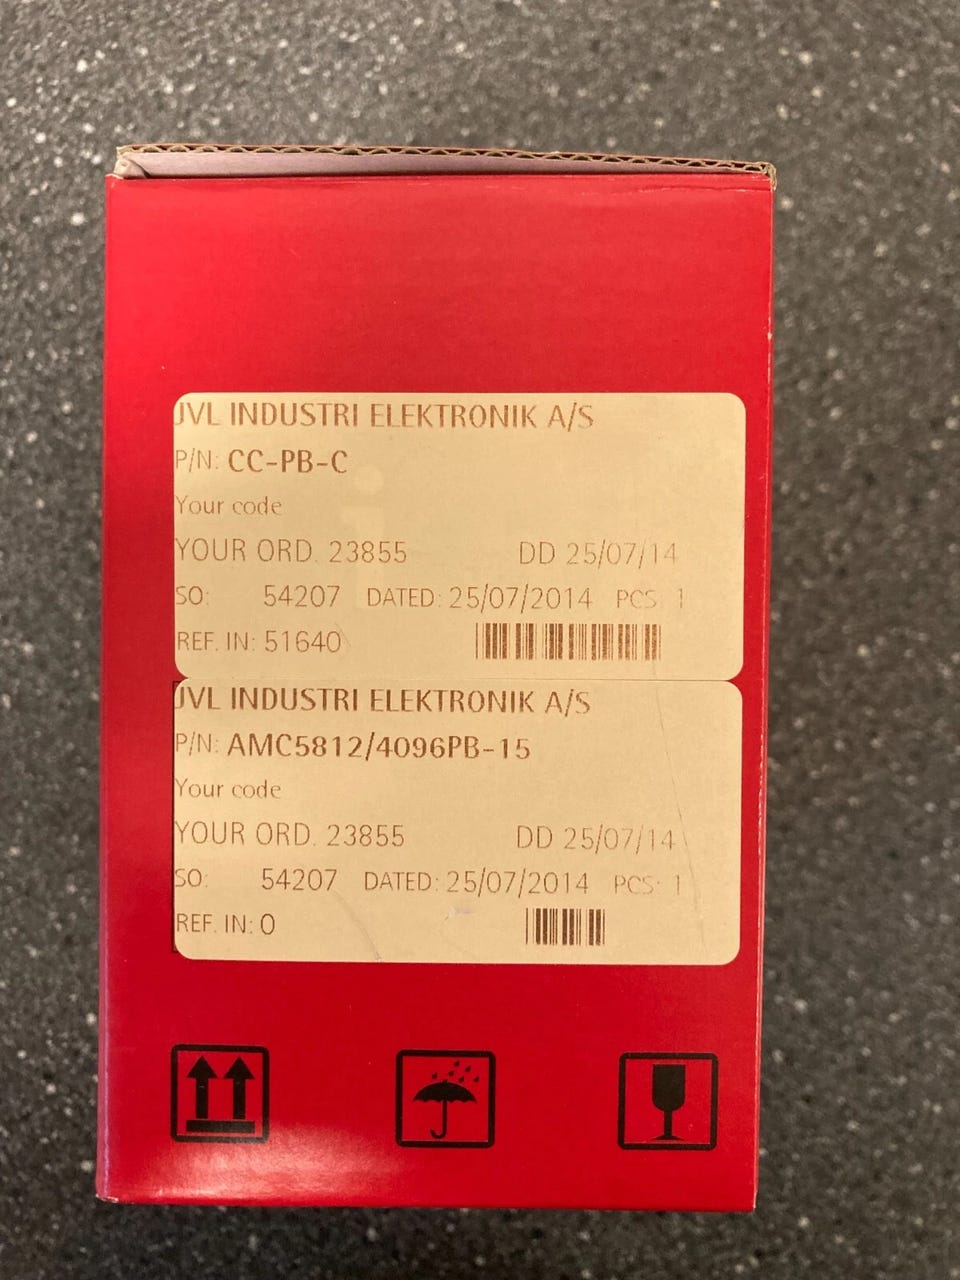 JVL INDUSTRI ELEKTRONIK A/S
P/N: CC-PB-C
Your code
YOUR ORD. 23855 DD 25/07/14
SO: 54207 DATED: 25/07/2014 PCS: 1
REF. IN: 51640
JVL INDUSTRI ELEKTRONIK A/S
P/N: AMC5812/4096PB-15
Your code
YOUR ORD. 23855 DD 25/07/14
SO: 54207 DATED: 25/07/2014 PCS: 1
REF. IN: 0